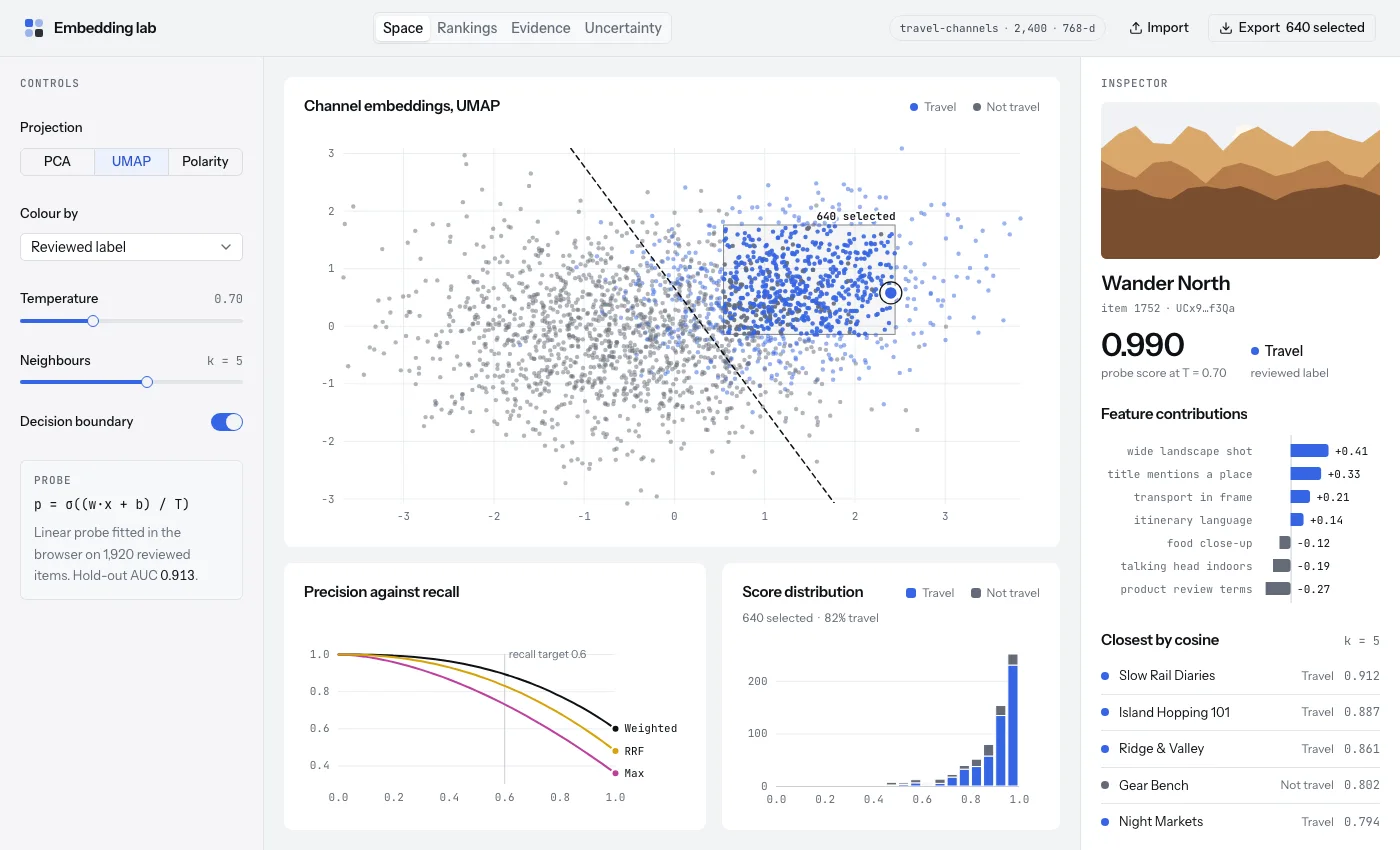 Embedding lab
Space Rankings Evidence Uncertainty
travel-channels · 2,400 · 768-d
Import
Export 640 selected
CONTROLS
Projection
PCA UMAP Polarity
Colour by
Reviewed label
Temperature 0.70
Neighbours k = 5
Decision boundary
PROBE
p = σ((w·x + b) / T)
Linear probe fitted in the
browser on 1,920 reviewed
items. Hold-out AUC 0.913.
Channel embeddings, UMAP
Travel Not travel
640 selected
3
2
1
0
-1
-2
-3
-3 -2 -1 0 1 2 3
Precision against recall
recall target 0.6
1.0
0.8
0.6
0.4
Weighted
RRF
Max
0.0 0.2 0.4 0.6 0.8 1.0
Score distribution
Travel Not travel
640 selected · 82% travel
200
100
0
0.0 0.2 0.4 0.6 0.8 1.0
INSPECTOR
Wander North
item 1752 · UCx9…f3Qa
0.990
Travel
probe score at T = 0.70
reviewed label
Feature contributions
wide landscape shot +0.41
title mentions a place +0.33
transport in frame +0.21
itinerary language +0.14
food close-up -0.12
talking head indoors -0.19
product review terms -0.27
Closest by cosine k = 5
Slow Rail Diaries Travel 0.912
Island Hopping 101 Travel 0.887
Ridge & Valley Travel 0.861
Gear Bench Not travel 0.802
Night Markets Travel 0.794